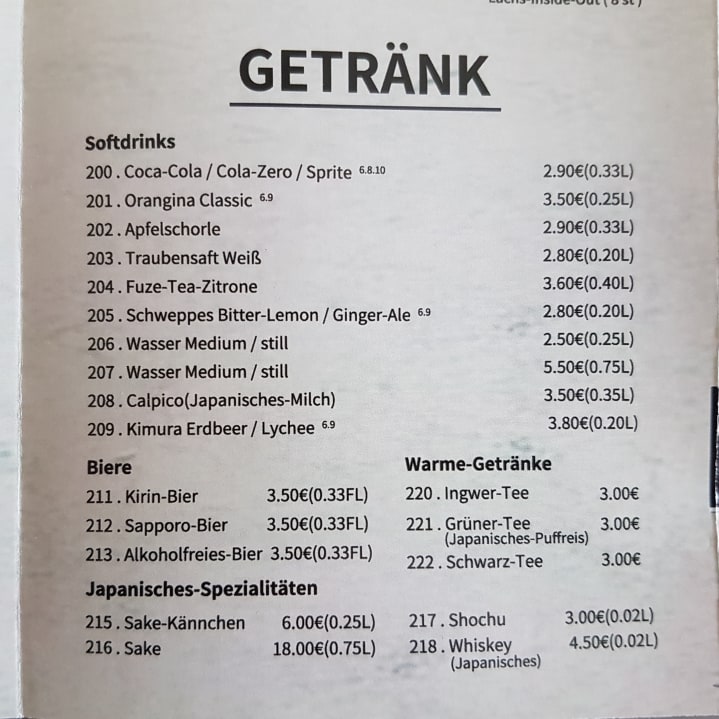 Lachs-Inside-Out ( 8 st )
GETRÄNK
Softdrinks
200 . Coca-Cola / Cola-Zero / Sprite 6.8.10 2.90€(0.33L)
201 . Orangina Classic 6.9 3.50€(0.25L)
202 . Apfelschorle 2.90€(0.33L)
203 . Traubensaft Weiß 2.80€(0.20L)
204 . Fuze-Tea-Zitrone 3.60€(0.40L)
205 . Schweppes Bitter-Lemon / Ginger-Ale 6.9 2.80€(0.20L)
206 . Wasser Medium / still 2.50€(0.25L)
207 . Wasser Medium / still 5.50€(0.75L)
208 . Calpico(Japanisches-Milch) 3.50€(0.35L)
209 . Kimura Erdbeer / Lychee 6.9 3.80€(0.20L)
Biere
211 . Kirin-Bier 3.50€(0.33FL)
212 . Sapporo-Bier 3.50€(0.33FL)
213 . Alkoholfreies-Bier 3.50€(0.33FL)
Warme-Getränke
220 . Ingwer-Tee 3.00€
221 . Grüner-Tee 3.00€
(Japanisches-Puffreis)
222 . Schwarz-Tee 3.00€
Japanisches-Spezialitäten
215 . Sake-Kännchen 6.00€(0.25L)
216 . Sake 18.00€(0.75L)
217 . Shochu 3.00€(0.02L)
218 . Whiskey 4.50€(0.02L)
(Japanisches)